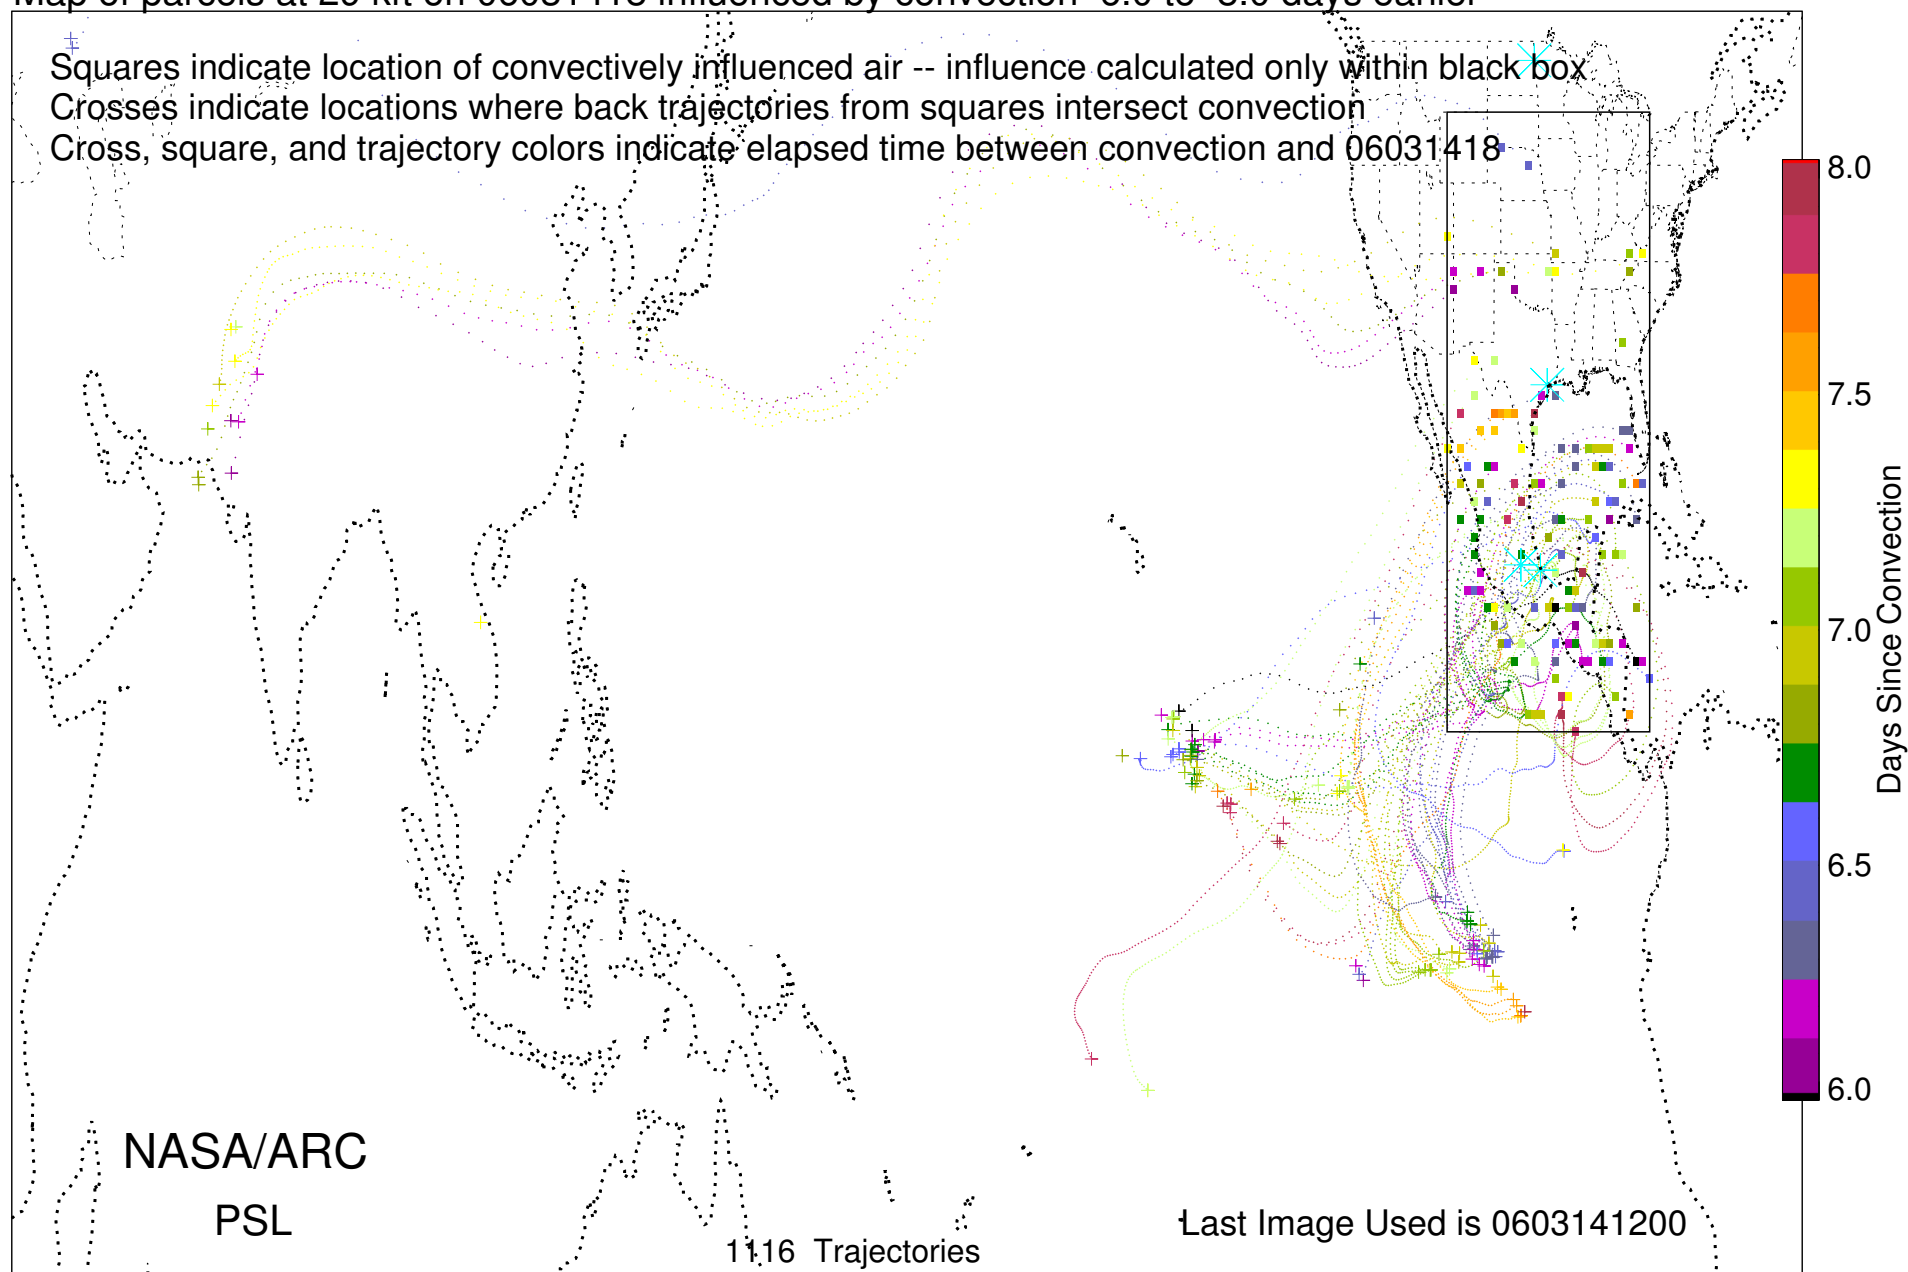 Squares indicate location of convectively influenced air -- influence calculated only within black box
Crosses indicate locations where back trajectories from squares intersect convection
Cross, square, and trajectory colors indicate elapsed time between convection and 06031418
8.0
7.5
7.0
6.5
6.0
Days Since Convection
NASA/ARC
PSL
1116 Trajectories
Last Image Used is 0603141200